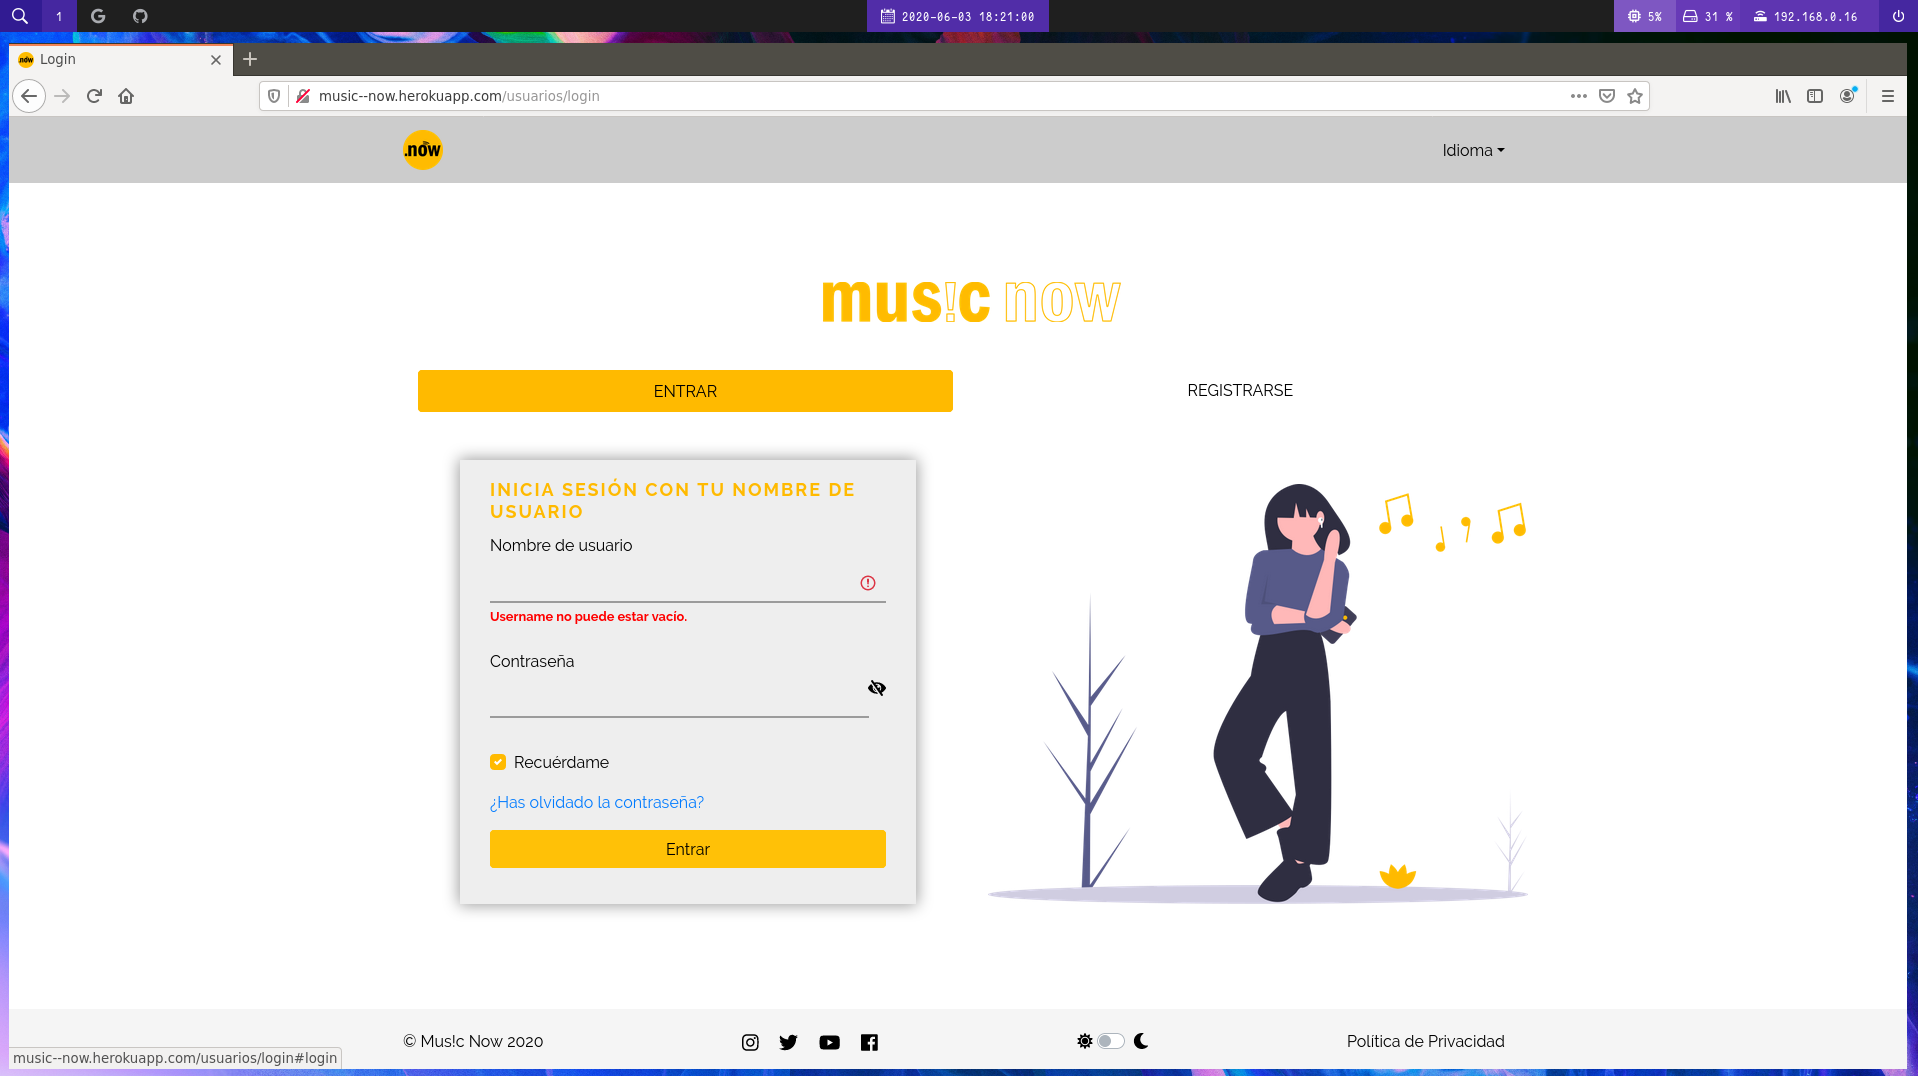 1
2020-06-03 18:21:00
5%
31 %
192.168.0.16
.now Login
music--now.herokuapp.com/usuarios/login
.now
Idioma
mus!c now
ENTRAR
REGISTRARSE
INICIA SESIÓN CON TU NOMBRE DE
USUARIO
Nombre de usuario
Username no puede estar vacío.
Contraseña
Recuérdame
¿Has olvidado la contraseña?
Entrar
© Mus!c Now 2020
Política de Privacidad
music--now.herokuapp.com/usuarios/login#login